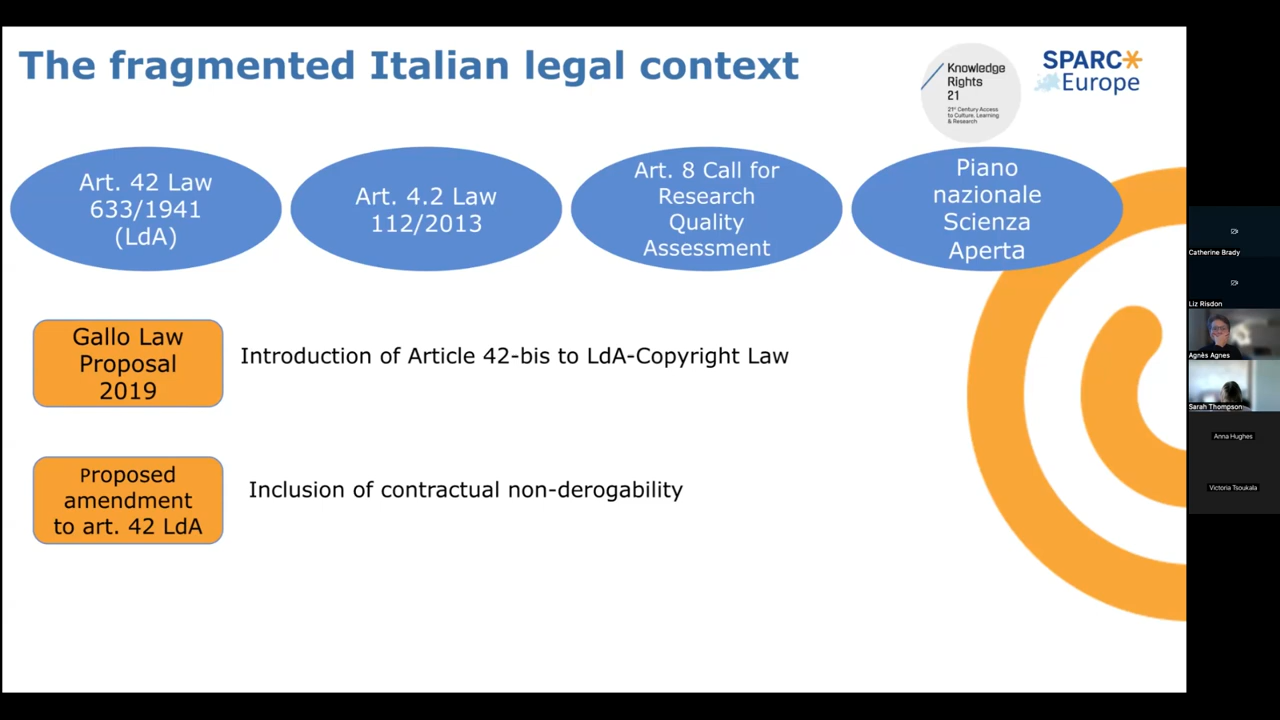 The fragmented Italian legal context
Knowledge
Rights
21
21st Century Access
to Culture, Learning
& Research
SPARC
Europe
Art. 42 Law
633/1941
(LdA)
Art. 4.2 Law
112/2013
Art. 8 Call for
Research
Quality
Assessment
Piano
nazionale
Scienza
Aperta
Gallo Law
Proposal
2019
Introduction of Article 42-bis to LdA-Copyright Law
Proposed
amendment
to art. 42 LdA
Inclusion of contractual non-derogability
Catherine Brady
Liz Risdon
Agnès Agnes
Sarah Thompson
Anna Hughes
Victoria Tsoukala